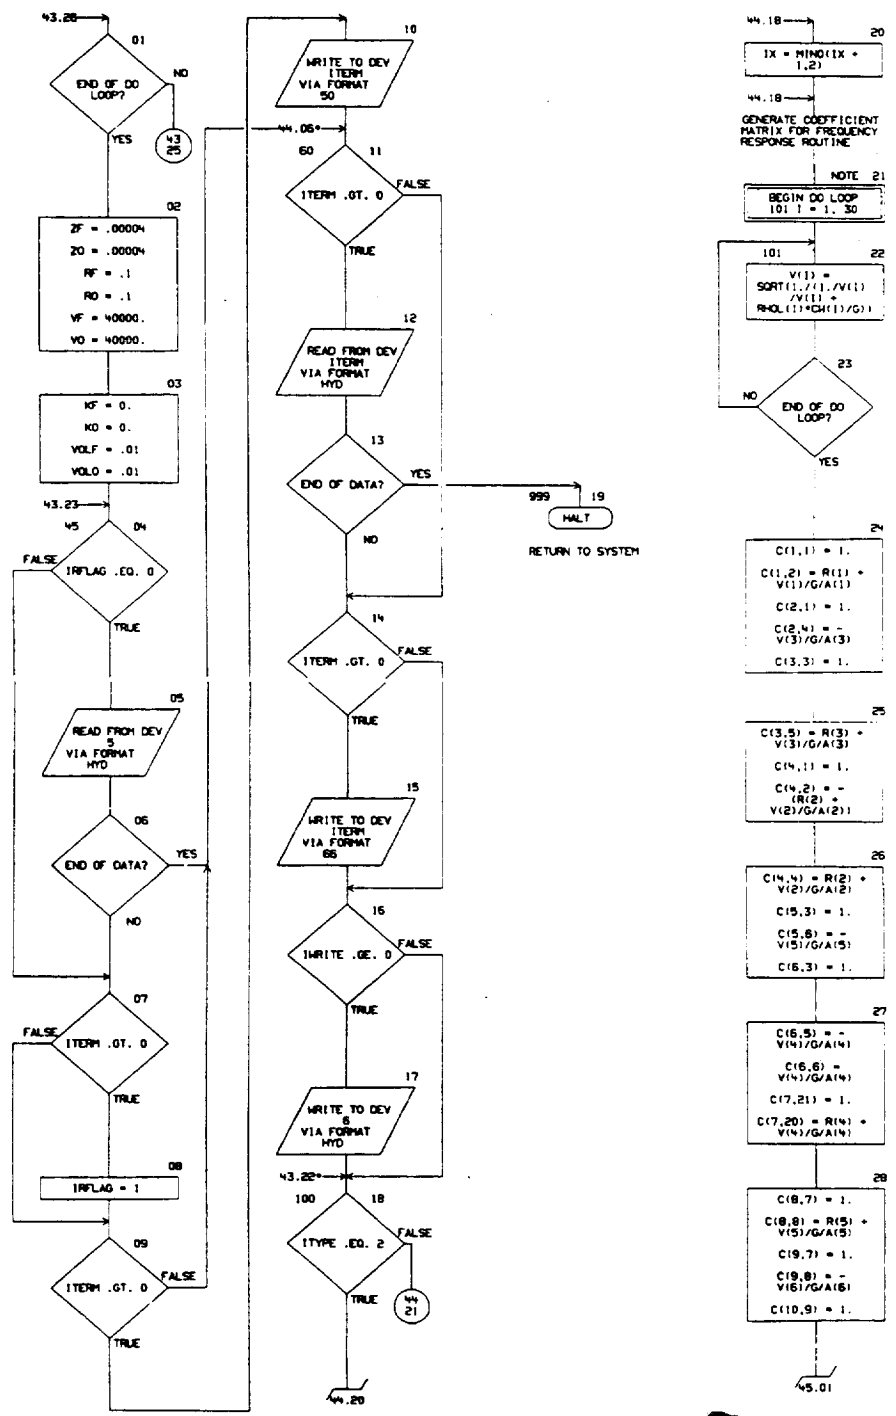 43.26
01
END OF DO
LOOP?
NO
43
25
YES
02
ZF = .00004
ZO = .00004
RF = .1
RO = .1
VF = 40000.
VO = 40000.
03
KF = 0.
KO = 0.
VOLF = .01
VOLO = .01
43.23
45
04
FALSE
IRFLAG .EQ. 0
TRUE
05
READ FROM DEV
5
VIA FORMAT
HYD
06
END OF DATA?
YES
NO
07
FALSE
ITERM .GT. 0
TRUE
08
IRFLAG = 1
09
ITERM .GT. 0
FALSE
TRUE
10
WRITE TO DEV
ITERM
VIA FORMAT
50
44.06*
60
11
ITERM .GT. 0
FALSE
TRUE
12
READ FROM DEV
ITERM
VIA FORMAT
HYD
13
END OF DATA?
YES
NO
999
19
HALT
RETURN TO SYSTEM
14
ITERM .GT. 0
FALSE
TRUE
15
WRITE TO DEV
ITERM
VIA FORMAT
66
16
IWRITE .GE. 0
FALSE
TRUE
17
WRITE TO DEV
6
VIA FORMAT
HYD
43.22*
100
18
ITYPE .EQ. 2
FALSE
TRUE
44
21
44.20
44.18
20
IX = MINO(IX +
1,2)
44.18
GENERATE COEFFICIENT
MATRIX FOR FREQUENCY
RESPONSE ROUTINE
NOTE 21
BEGIN DO LOOP
101 I = 1, 30
101
22
V(I) =
SQRT(1./(1./V(I)
/V(I) +
RHOL(I)*CW(I)/G))
23
NO
END OF DO
LOOP?
YES
24
C(1,1) = 1.
C(1,2) = R(1) +
V(1)/G/A(1)
C(2,1) = 1.
C(2,4) = -
V(3)/G/A(3)
C(3,3) = 1.
25
C(3,5) = R(3) +
V(3)/G/A(3)
C(4,1) = 1.
C(4,2) = -
(R(2) +
V(2)/G/A(2))
26
C(4,4) = R(2) +
V(2)/G/A(2)
C(5,3) = 1.
C(5,6) = -
V(5)/G/A(5)
C(6,3) = 1.
27
C(6,5) = -
V(4)/G/A(4)
C(6,6) =
V(4)/G/A(4)
C(7,21) = 1.
C(7,20) = R(4) +
V(4)/G/A(4)
28
C(8,7) = 1.
C(8,8) = R(5) +
V(5)/G/A(5)
C(9,7) = 1.
C(9,8) = -
V(6)/G/A(6)
C(10,9) = 1.
45.01